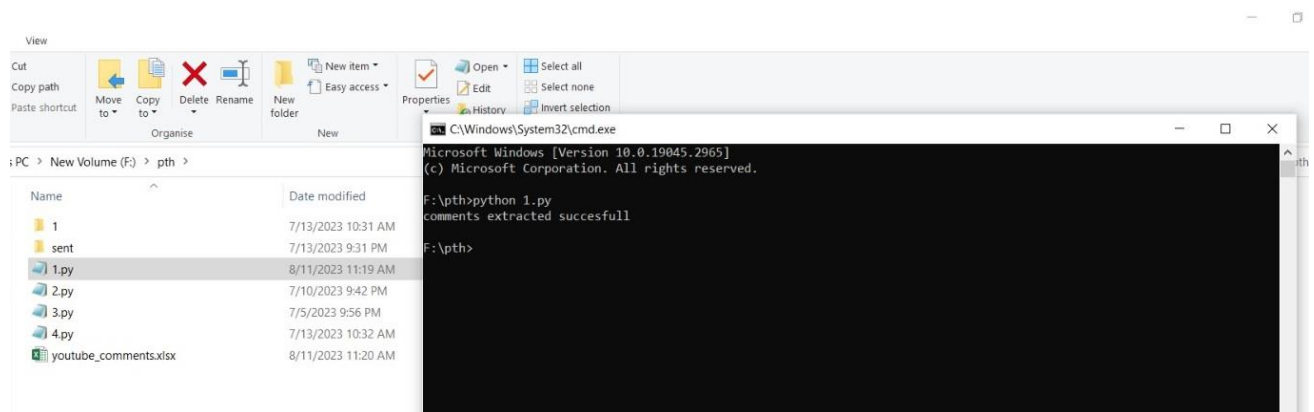 View
Cut
Copy path
Paste shortcut
Move to
Copy to
Delete
Rename
Organise
New folder
New item
Easy access
New
Properties
Open
Edit
History
Select all
Select none
Invert selection
PC > New Volume (F:) > pth >
Name Date modified
1 7/13/2023 10:31 AM
sent 7/13/2023 9:31 PM
1.py 8/11/2023 11:19 AM
2.py 7/10/2023 9:42 PM
3.py 7/5/2023 9:56 PM
4.py 7/13/2023 10:32 AM
youtube_comments.xlsx 8/11/2023 11:20 AM
C:\Windows\System32\cmd.exe
Microsoft Windows [Version 10.0.19045.2965]
(c) Microsoft Corporation. All rights reserved.
F:\pth>python 1.py
comments extracted succesfull
F:\pth>